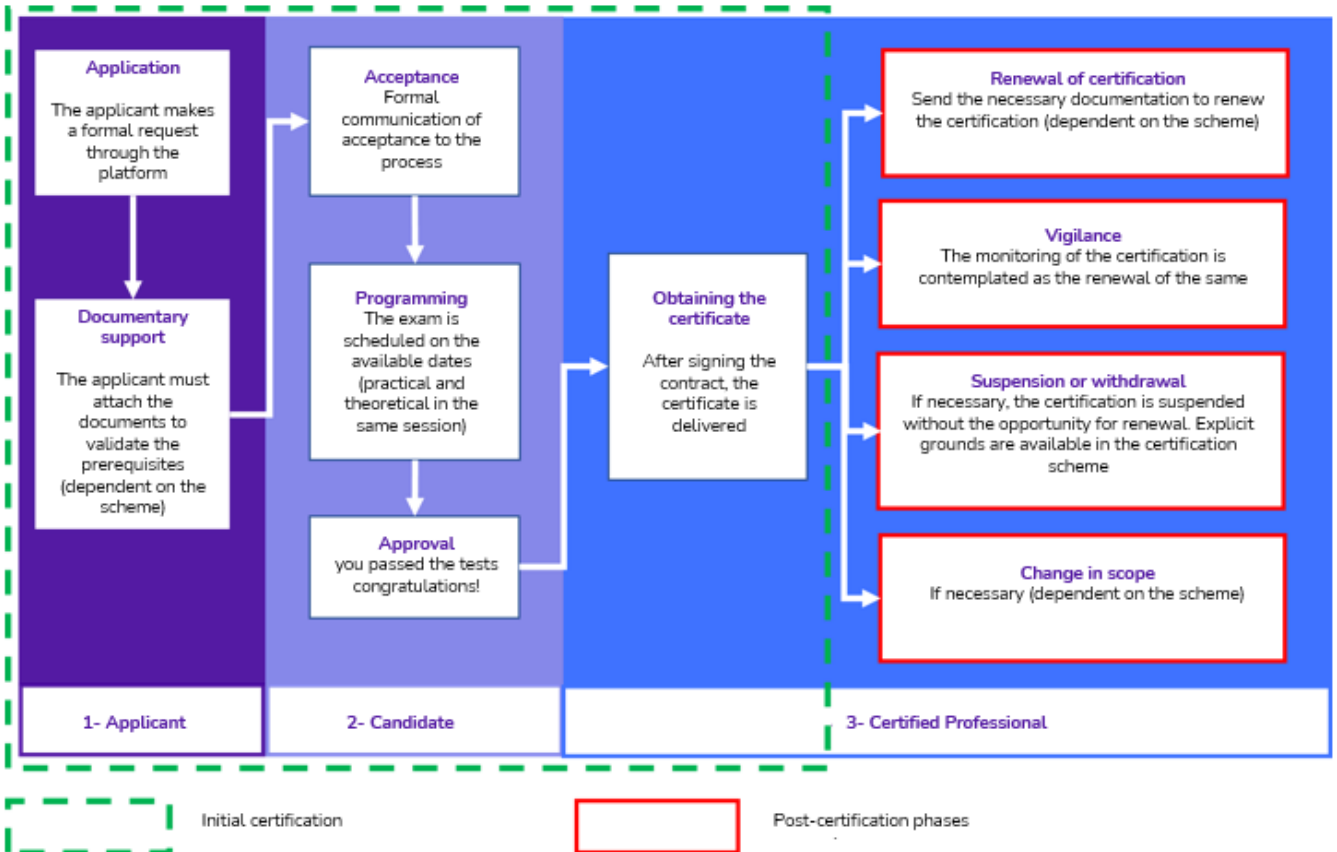 Application
The applicant makes
a formal request
through the
platform
Documentary
support
The applicant must
attach the
documents to
validate the
prerequisites
(dependent on the
scheme)
Acceptance
Formal
communication of
acceptance to the
process
Programming
The exam is
scheduled on the
available dates
(practical and
theoretical in the
same session)
Approval
you passed the tests
congratulations!
Obtaining the
certificate
After signing the
contract, the
certificate is
delivered
Renewal of certification
Send the necessary documentation to renew
the certification (dependent on the scheme)
Vigilance
The monitoring of the certification is
contemplated as the renewal of the same
Suspension or withdrawal
If necessary, the certification is suspended
without the opportunity for renewal. Explicit
grounds are available in the certification
scheme
Change in scope
If necessary (dependent on the scheme)
1- Applicant
2- Candidate
3- Certified Professional
Initial certification
Post-certification phases